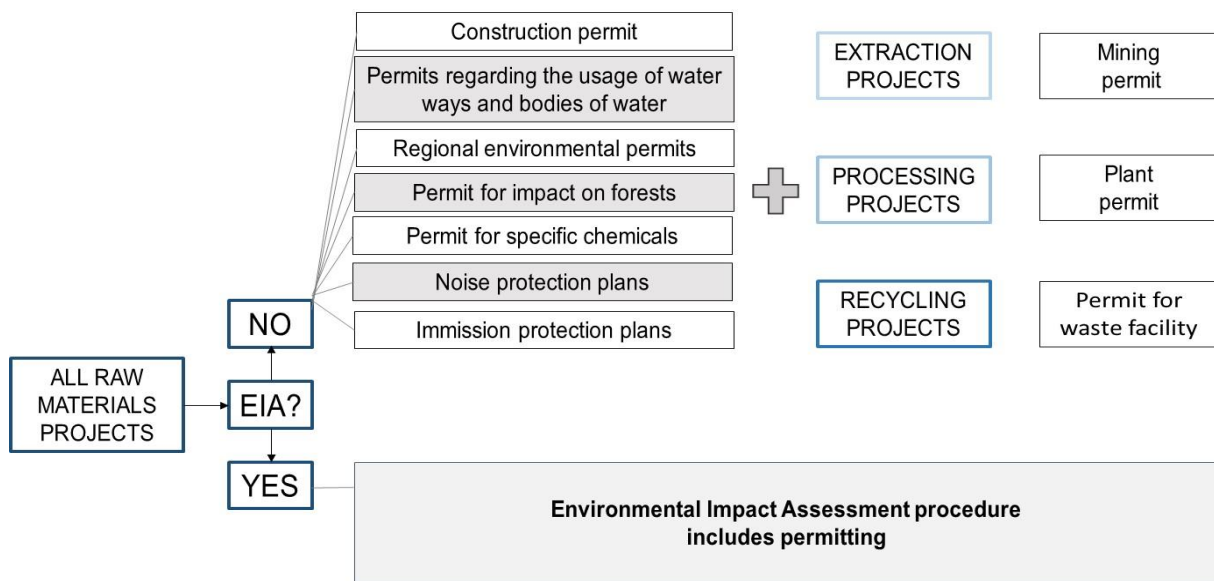 Construction permit
Permits regarding the usage of water
ways and bodies of water
Regional environmental permits
Permit for impact on forests
Permit for specific chemicals
Noise protection plans
Immission protection plans
EXTRACTION
PROJECTS
Mining
permit
PROCESSING
PROJECTS
Plant
permit
RECYCLING
PROJECTS
Permit for
waste facility
NO
ALL RAW
MATERIALS
PROJECTS
EIA?
YES
Environmental Impact Assessment procedure
includes permitting